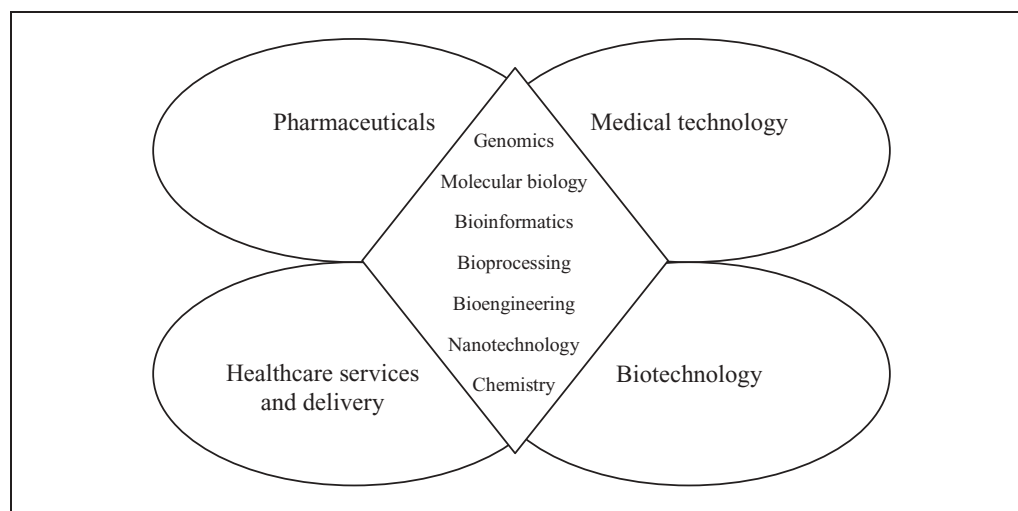 Pharmaceuticals
Medical technology
Genomics
Molecular biology
Bioinformatics
Bioprocessing
Bioengineering
Nanotechnology
Chemistry
Healthcare services
and delivery
Biotechnology